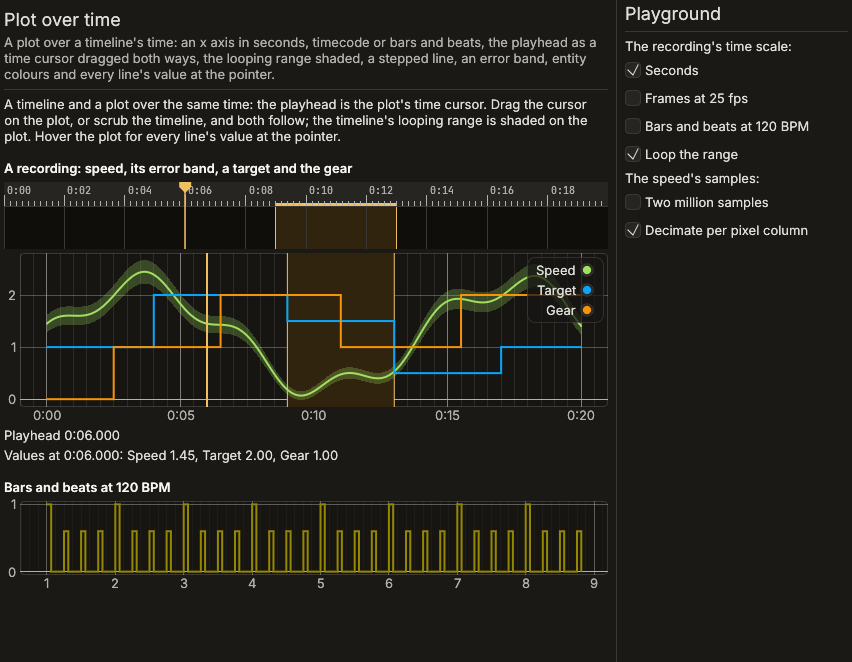 Plot over time
A plot over a timeline's time: an x axis in seconds, timecode or bars and beats, the playhead as a
time cursor dragged both ways, the looping range shaded, a stepped line, an error band, entity
colours and every line's value at the pointer.
A timeline and a plot over the same time: the playhead is the plot's time cursor. Drag the cursor
on the plot, or scrub the timeline, and both follow; the timeline's looping range is shaded on the
plot. Hover the plot for every line's value at the pointer.
A recording: speed, its error band, a target and the gear
0:00 0:02 0:04 0:06 0:08 0:10 0:12 0:14 0:16 0:18
Speed
Target
Gear
2
1
0
0:00 0:05 0:10 0:15 0:20
Playhead 0:06.000
Values at 0:06.000: Speed 1.45, Target 2.00, Gear 1.00
Bars and beats at 120 BPM
1
0
1 2 3 4 5 6 7 8 9
Playground
The recording's time scale:
Seconds
Frames at 25 fps
Bars and beats at 120 BPM
Loop the range
The speed's samples:
Two million samples
Decimate per pixel column